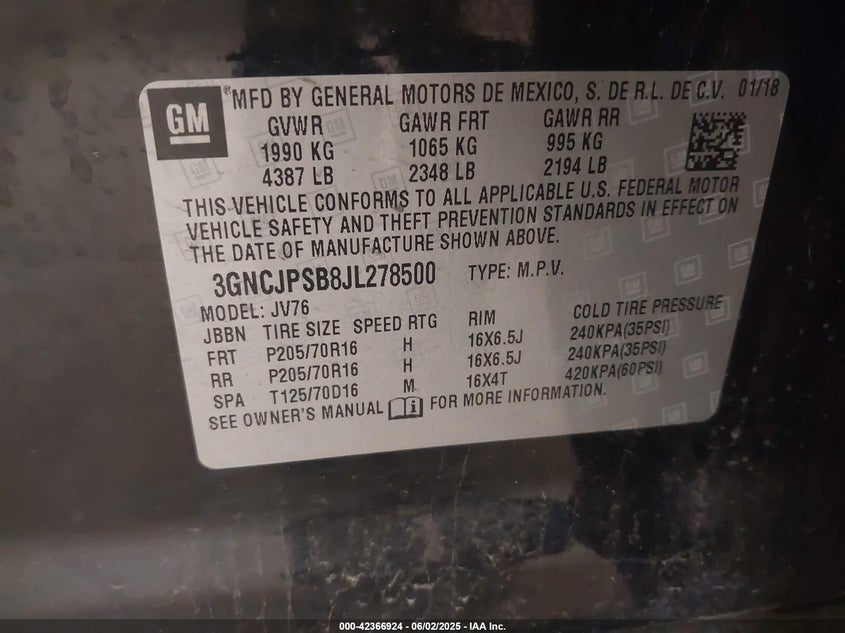 GM
®MFD BY GENERAL MOTORS DE MEXICO, S. DE R.L. DE C.V. 01/18
GVWR GAWR FRT GAWR RR
1990 KG 1065 KG 995 KG
4387 LB 2348 LB 2194 LB
THIS VEHICLE CONFORMS TO ALL APPLICABLE U.S. FEDERAL MOTOR
VEHICLE SAFETY AND THEFT PREVENTION STANDARDS IN EFFECT ON
THE DATE OF MANUFACTURE SHOWN ABOVE.
3GNCJPSB8JL278500 TYPE: M.P.V.
MODEL: JV76
JBBN TIRE SIZE SPEED RTG RIM COLD TIRE PRESSURE
FRT P205/70R16 H 16X6.5J 240KPA(35PSI)
RR P205/70R16 H 16X6.5J 240KPA(35PSI)
SPA T125/70D16 M 16X4T 420KPA(60PSI)
SEE OWNER'S MANUAL FOR MORE INFORMATION.
000-42366924 | 06/02/2025 - IAA Inc.